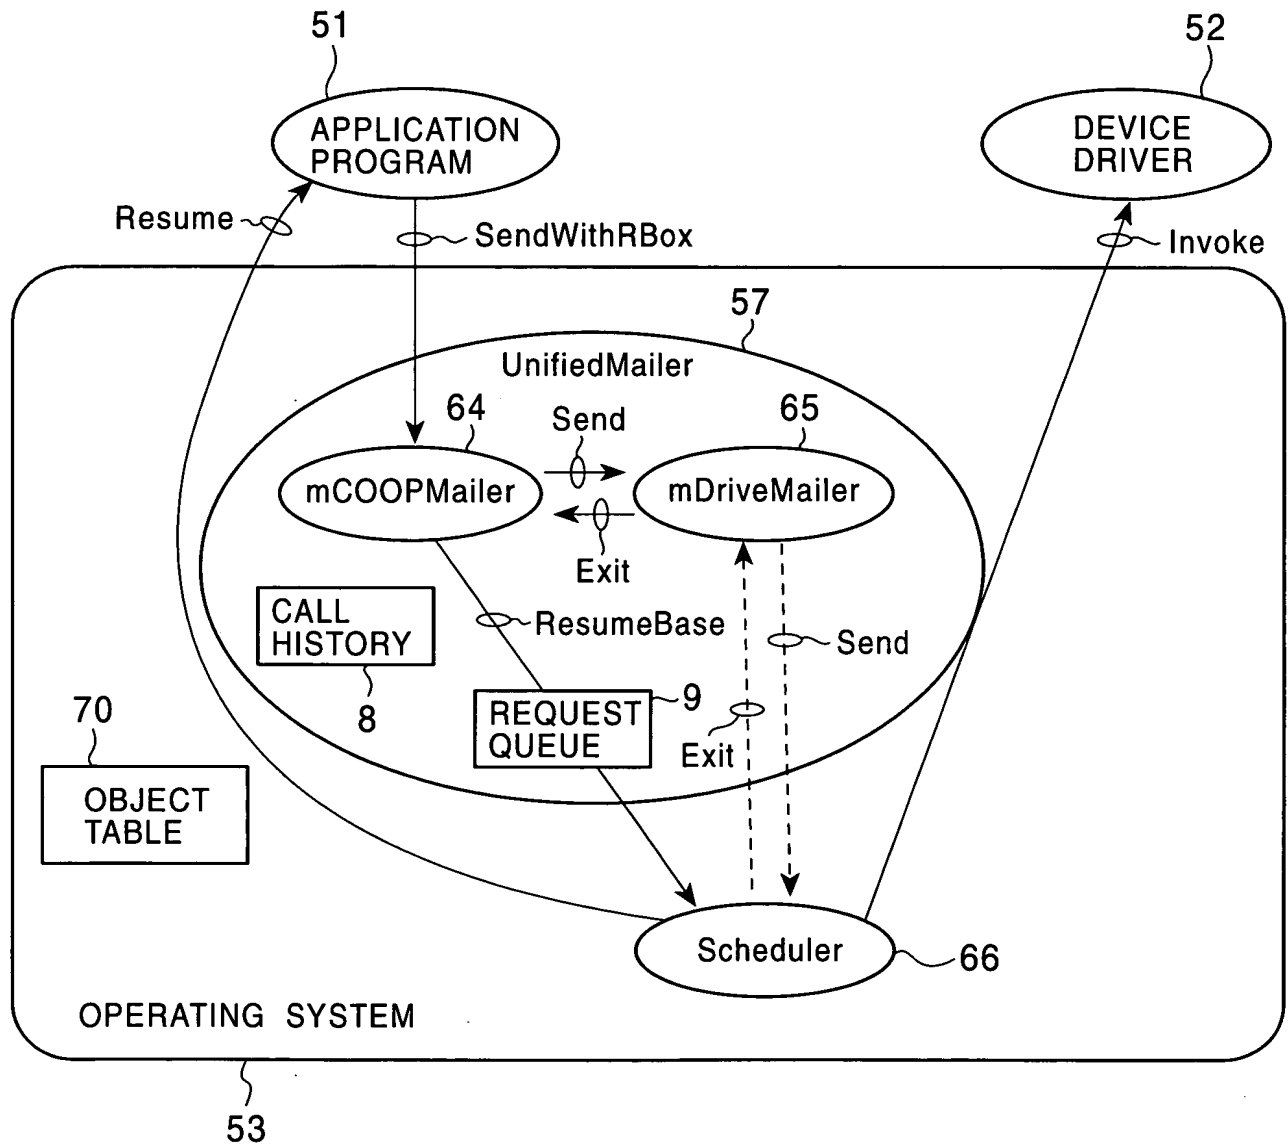 51
52
APPLICATION
PROGRAM
DEVICE
DRIVER
Resume
SendWithRBox
Invoke
57
UnifiedMailer
64
Send
65
mCOOPMailer
mDriveMailer
Exit
CALL
HISTORY
8
ResumeBase
Send
70
REQUEST
QUEUE
9
Exit
OBJECT
TABLE
Scheduler
66
OPERATING SYSTEM
53